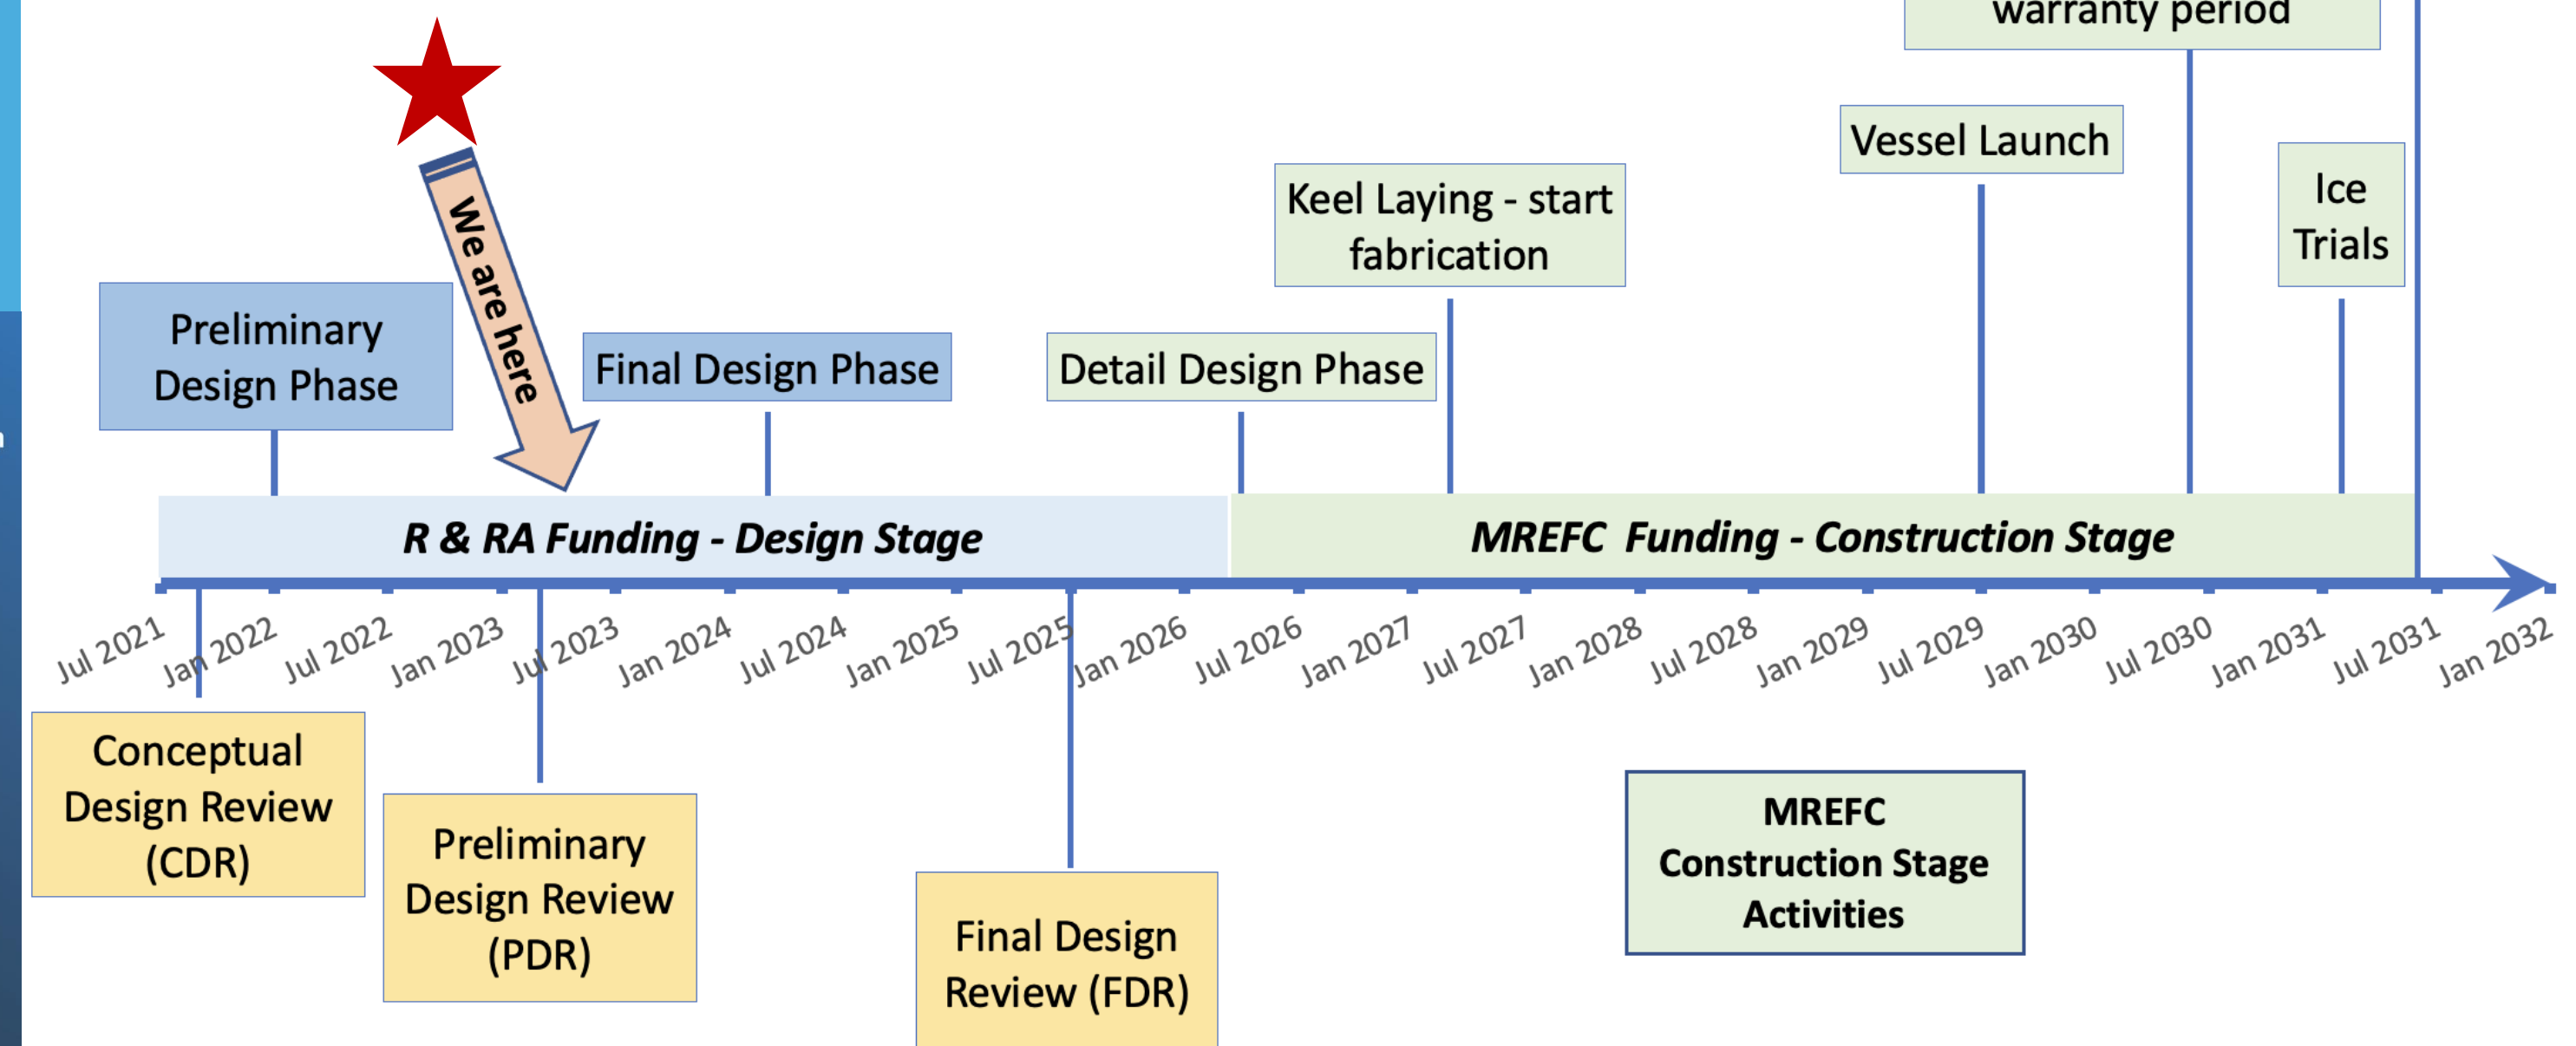 warranty period
Vessel Launch
Ice
Trials
Keel Laying - start
fabrication
We are here
Preliminary
Design Phase
Final Design Phase
Detail Design Phase
R & RA Funding - Design Stage
MREFC  Funding - Construction Stage
Jul 2021
Jan 2022
Jul 2022
Jan 2023
Jul 2023
Jan 2024
Jul 2024
Jan 2025
Jul 2025
Jan 2026
Jul 2026
Jan 2027
Jul 2027
Jan 2028
Jul 2028
Jan 2029
Jul 2029
Jan 2030
Jul 2030
Jan 2031
Jul 2031
Jan 2032
Conceptual
Design Review
(CDR)
Preliminary
Design Review
(PDR)
Final Design
Review (FDR)
MREFC
Construction Stage
Activities